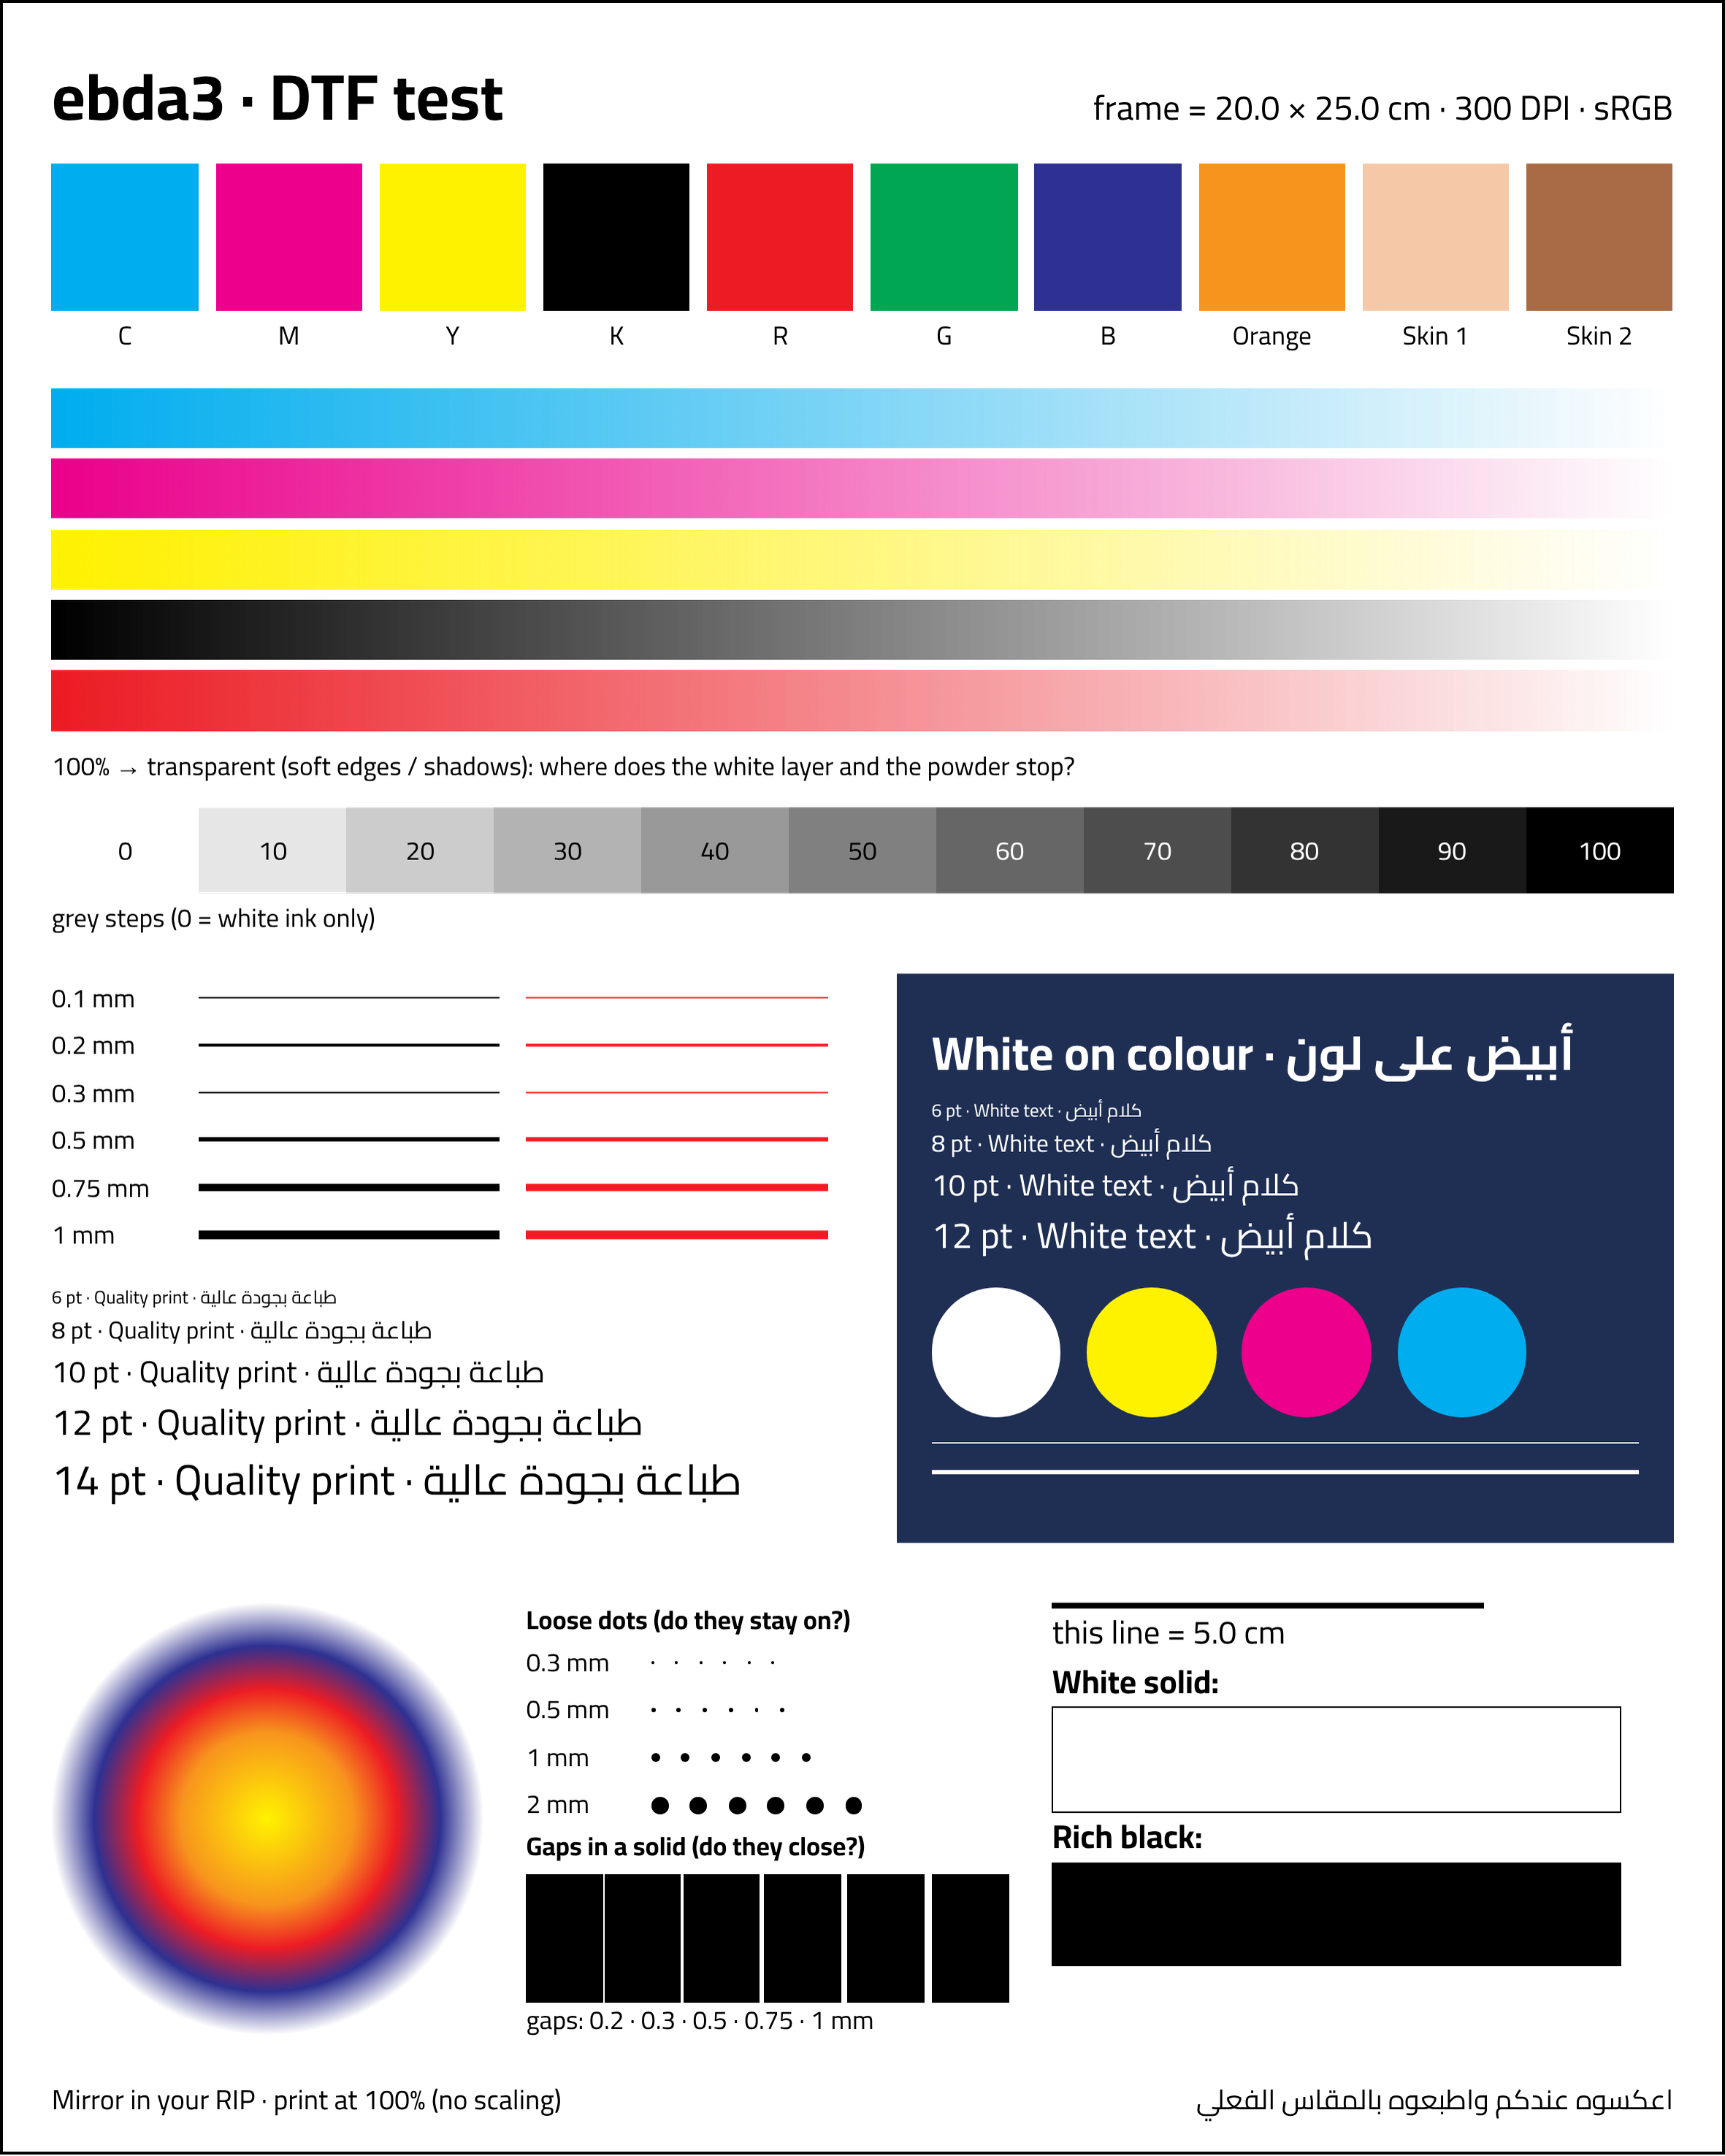 ebda3 · DTF test
frame = 20.0 × 25.0 cm · 300 DPI · sRGB
C M Y K R G B Orange Skin 1 Skin 2
100% → transparent (soft edges / shadows): where does the white layer and the powder stop?
0 10 20 30 40 50 60 70 80 90 100
grey steps (0 = white ink only)
0.1 mm
0.2 mm
0.3 mm
0.5 mm
0.75 mm
1 mm
6 pt · Quality print · طباعة بجودة عالية
8 pt · Quality print · طباعة بجودة عالية
10 pt · Quality print · طباعة بجودة عالية
12 pt · Quality print · طباعة بجودة عالية
14 pt · Quality print · طباعة بجودة عالية
White on colour · أبيض على لون
6 pt · White text · كلام أبيض
8 pt · White text · كلام أبيض
10 pt · White text · كلام أبيض
12 pt · White text · كلام أبيض
Loose dots (do they stay on?)
0.3 mm
0.5 mm
1 mm
2 mm
Gaps in a solid (do they close?)
gaps: 0.2 · 0.3 · 0.5 · 0.75 · 1 mm
this line = 5.0 cm
White solid:
Rich black:
Mirror in your RIP · print at 100% (no scaling)
اعكسوه عندكم واطبعوه بالمقاس الفعلي